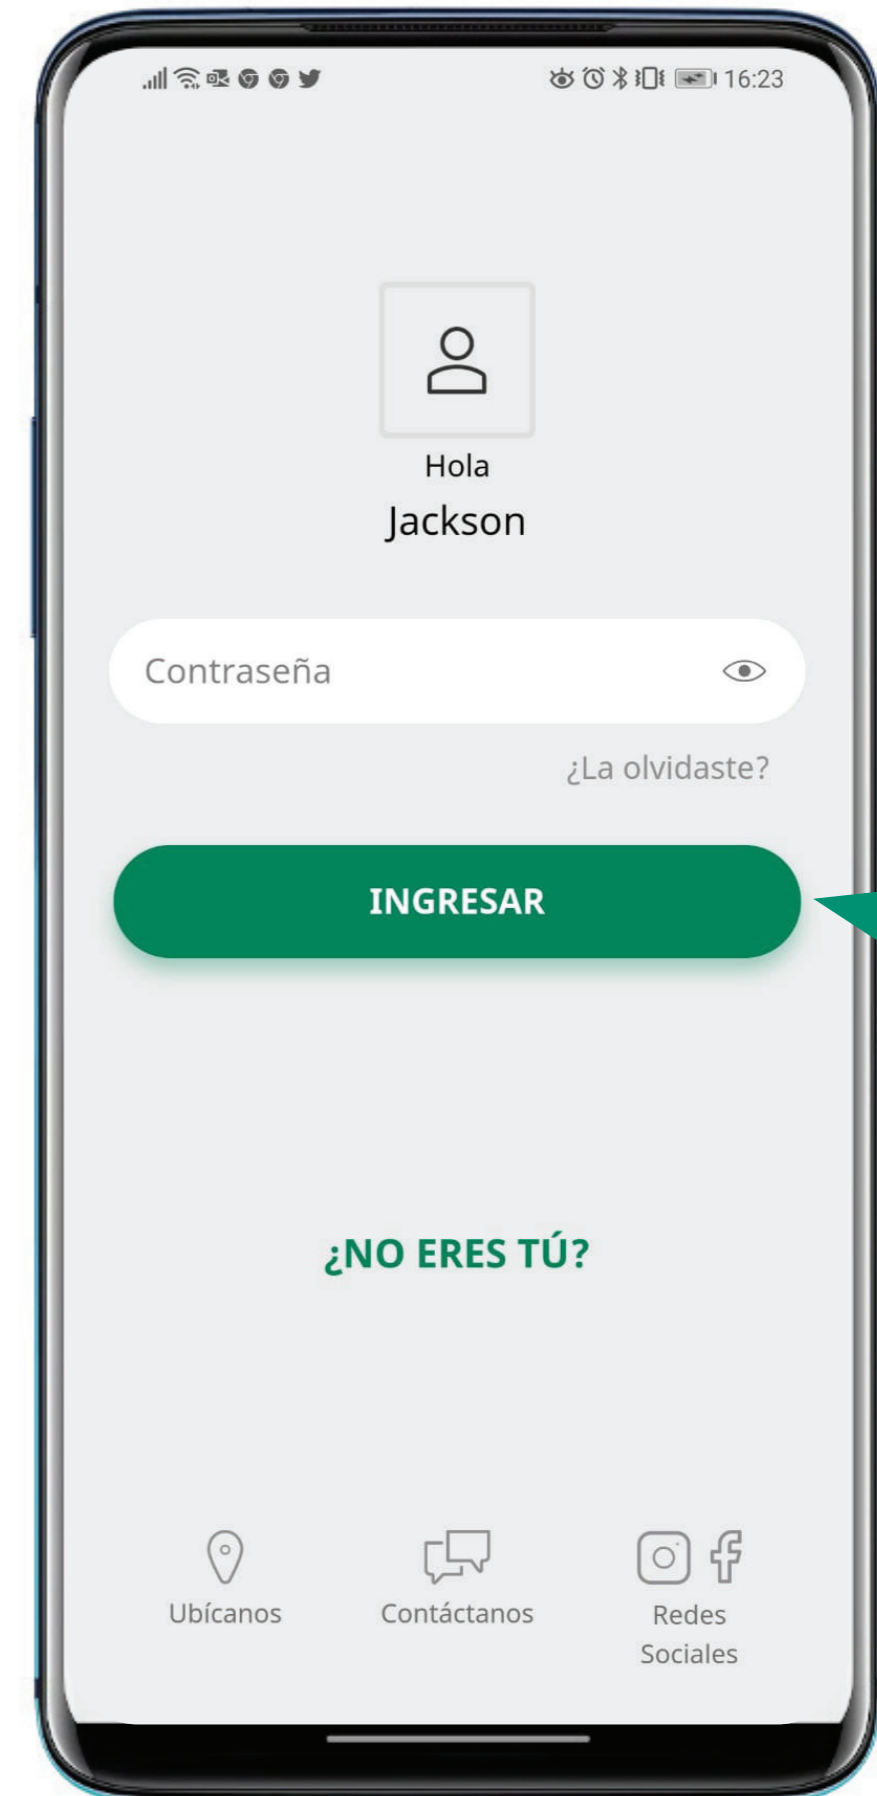 16:23
Hola
Jackson
Contraseña
¿La olvidaste?
INGRESAR
¿NO ERES TÚ?
Ubícanos
Contáctanos
Redes
Sociales